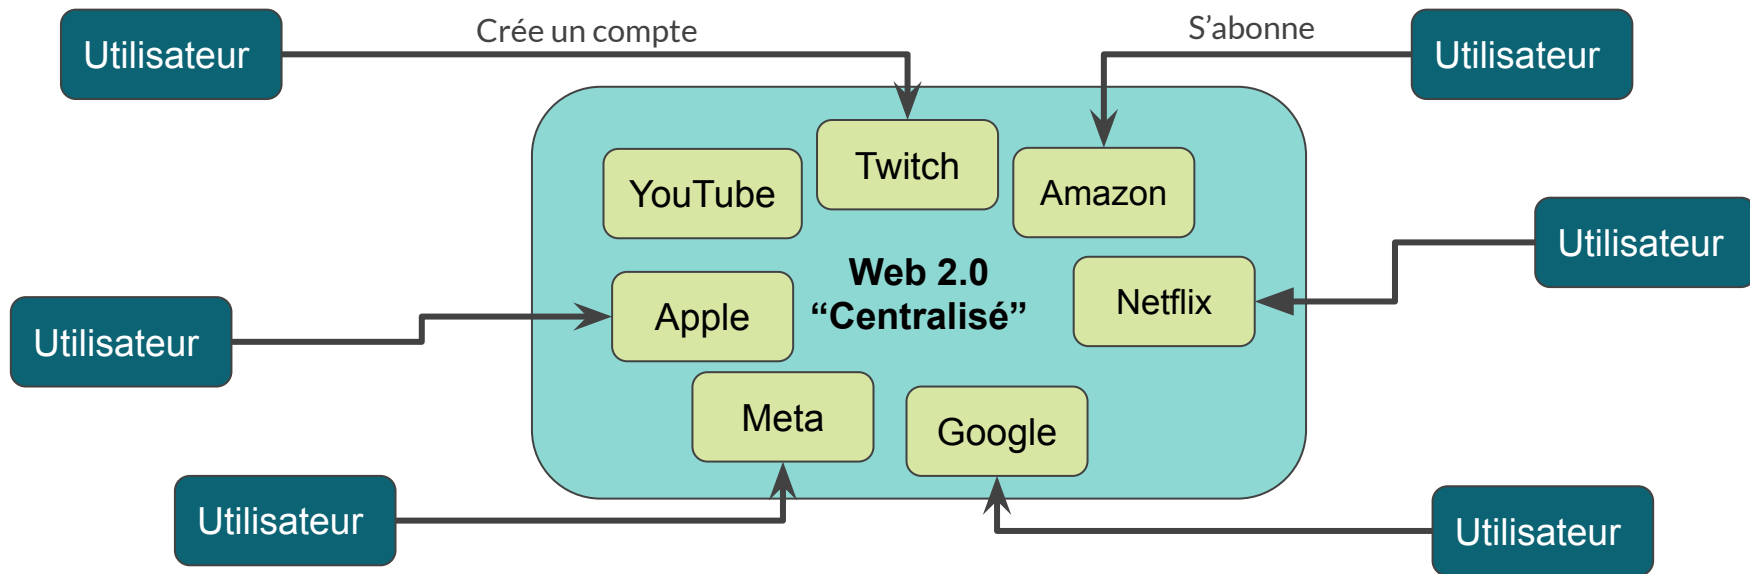 Utilisateur
Crée un compte
S’abonne
Utilisateur
YouTube
Twitch
Amazon
Utilisateur
Web 2.0
“Centralisé”
Apple
Netflix
Utilisateur
Meta
Google
Utilisateur
Utilisateur